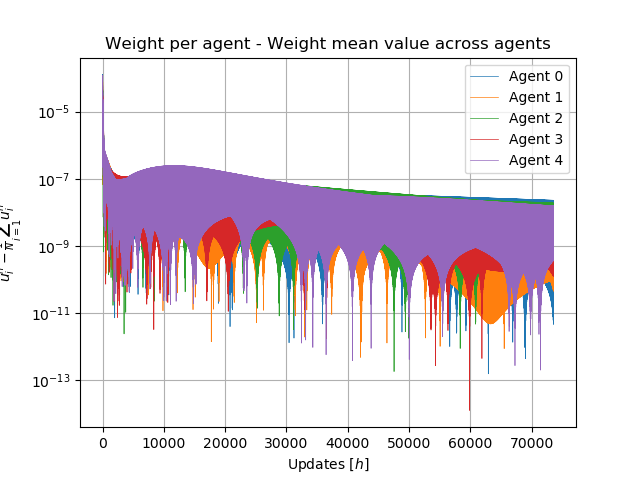 Weight per agent - Weight mean value across agents
10⁻⁵
10⁻⁷
10⁻⁹
10⁻¹¹
10⁻¹³
Agent 0
Agent 1
Agent 2
Agent 3
Agent 4
0
10000
20000
30000
40000
50000
60000
70000
Updates [h]